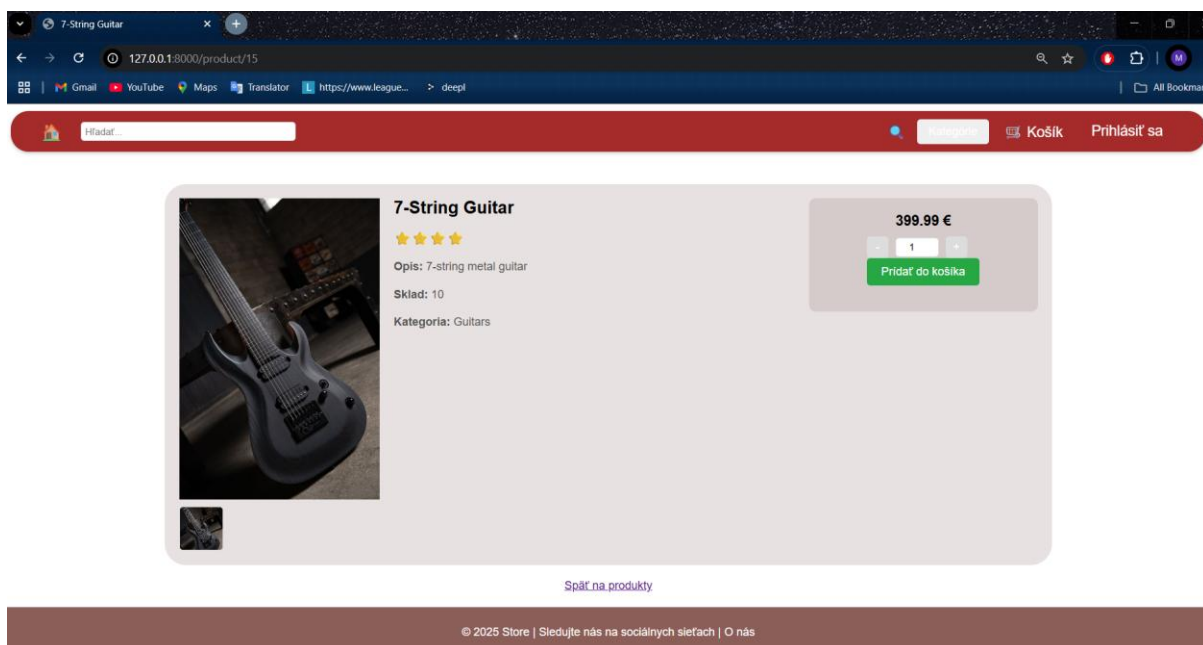 7-String Guitar
127.0.0.1:8000/product/15
Gmail YouTube Maps Translator https://www.league... deepl All Bookmar
Hľadať... Kategórie Košík Prihlásiť sa
7-String Guitar
Opis: 7-string metal guitar
Sklad: 10
Kategoria: Guitars
399.99 €
- 1 +
Pridať do košíka
Späť na produkty
© 2025 Store | Sledujte nás na sociálnych sieťach | O nás